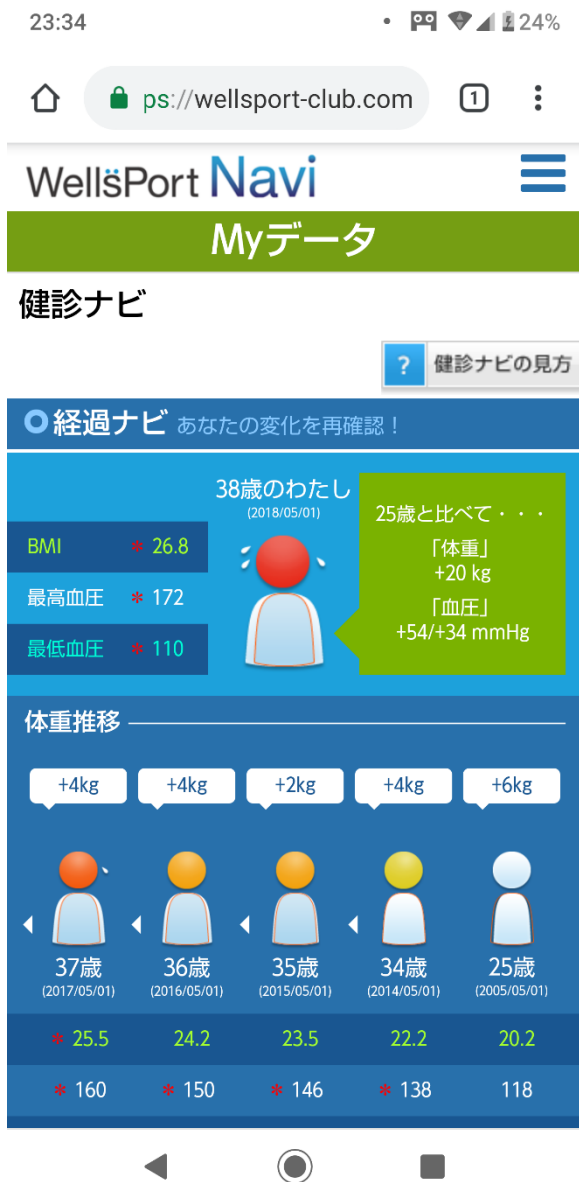 23:34
24%
ps://wellsport-club.com
1
WellsPort Navi
Myデータ
健診ナビ
? 健診ナビの見方
経過ナビ あなたの変化を再確認！
38歳のわたし
(2018/05/01)
BMI * 26.8
最高血圧 * 172
最低血圧 * 110
25歳と比べて・・・
「体重」
+20 kg
「血圧」
+54/+34 mmHg
体重推移
+4kg +4kg +2kg +4kg +6kg
37歳 36歳 35歳 34歳 25歳
(2017/05/01) (2016/05/01) (2015/05/01) (2014/05/01) (2005/05/01)
* 25.5 24.2 23.5 22.2 20.2
* 160 * 150 * 146 * 138 118